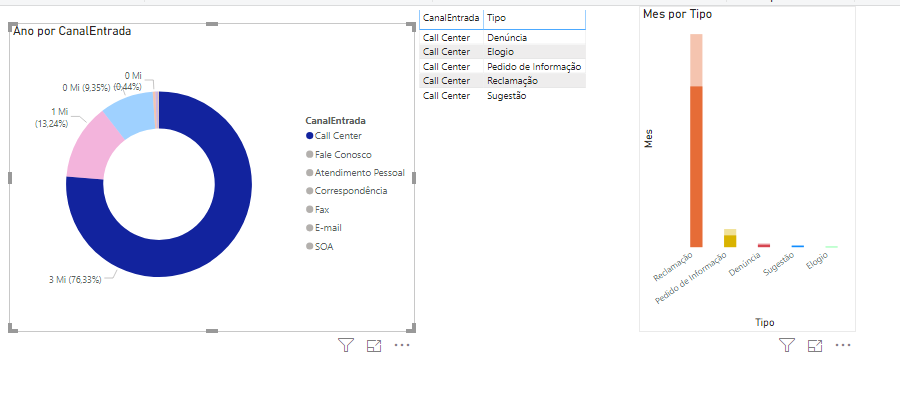 Ano por CanalEntrada
0 Mi
0 Mi (9,35%)
(0,44%)
1 Mi
(13,24%)
3 Mi (76,33%)
CanalEntrada
Call Center
Fale Conosco
Atendimento Pessoal
Correspondência
Fax
E-mail
SOA
CanalEntrada Tipo
Call Center Denúncia
Call Center Elogio
Call Center Pedido de Informação
Call Center Reclamação
Call Center Sugestão
Mes por Tipo
Mes
Reclamação
Pedido de Informação
Denúncia
Sugestão
Elogio
Tipo